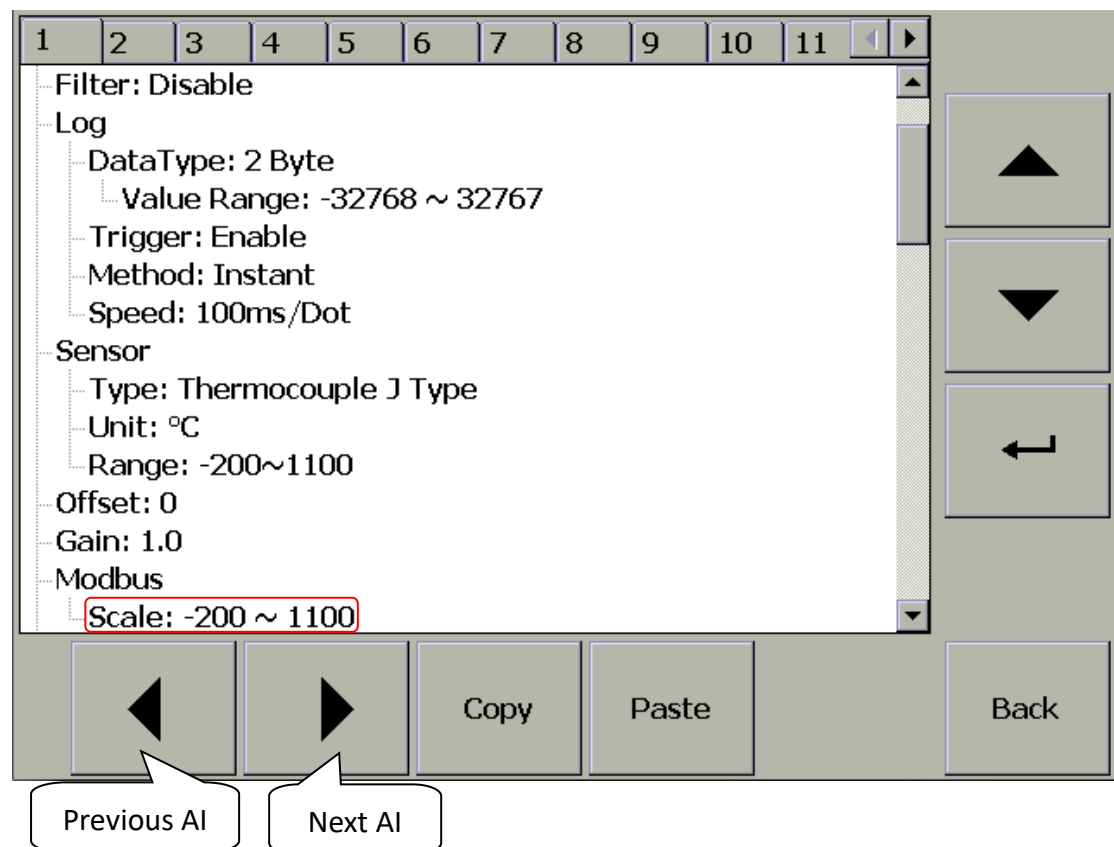 1 2 3 4 5 6 7 8 9 10 11
Filter: Disable
Log
DataType: 2 Byte
Value Range: -32768 ~ 32767
Trigger: Enable
Method: Instant
Speed: 100ms/Dot
Sensor
Type: Thermocouple J Type
Unit: °C
Range: -200~1100
Offset: 0
Gain: 1.0
Modbus
Scale: -200 ~ 1100
Copy Paste Back
Previous AI Next AI